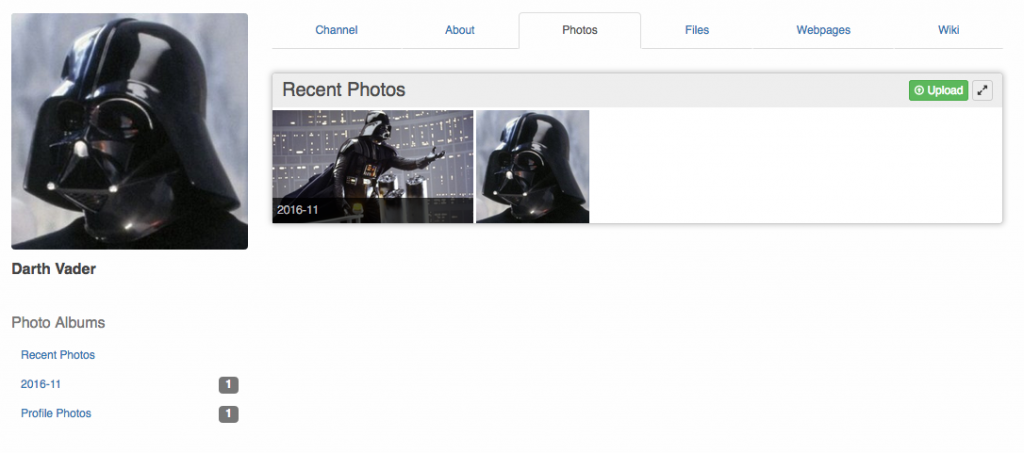 Channel About Photos Files Webpages Wiki
Recent Photos Upload
2016-11
Darth Vader
Photo Albums
Recent Photos
2016-11 1
Profile Photos 1